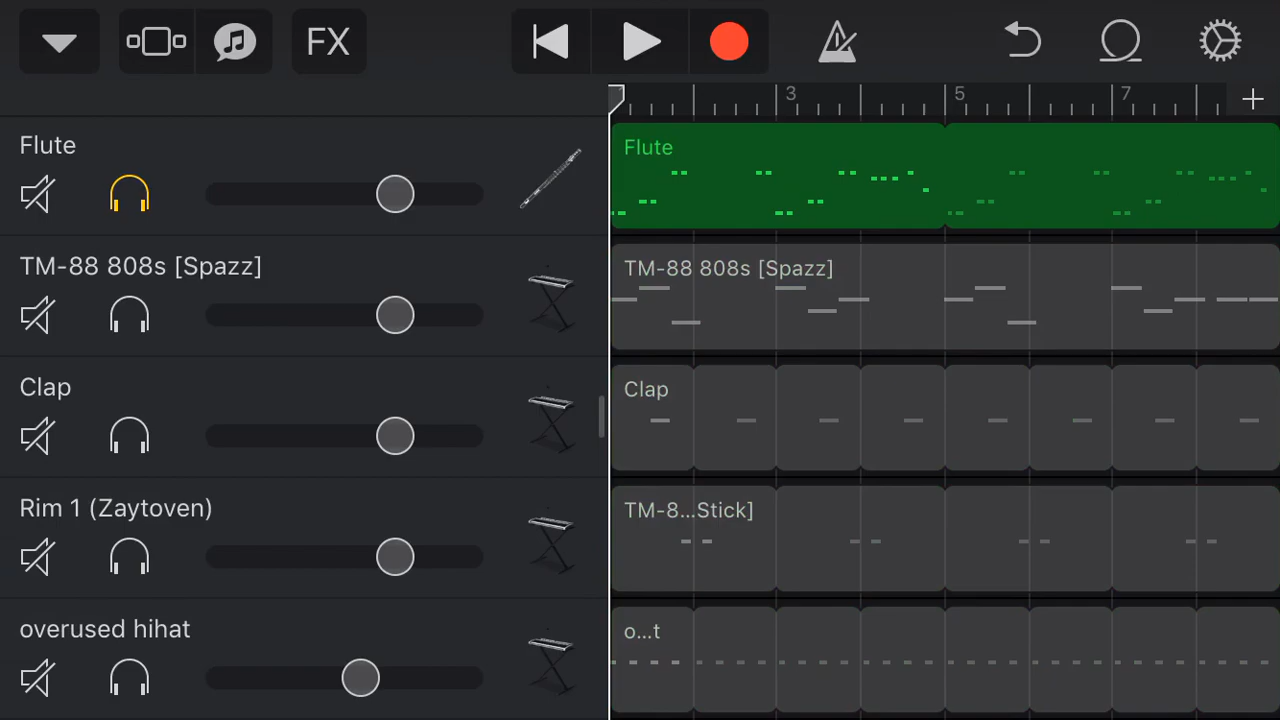 FX
3
5
7
Flute
Flute
TM-88 808s [Spazz]
TM-88 808s [Spazz]
Clap
Clap
Rim 1 (Zaytoven)
TM-8...Stick]
overused hihat
o...t